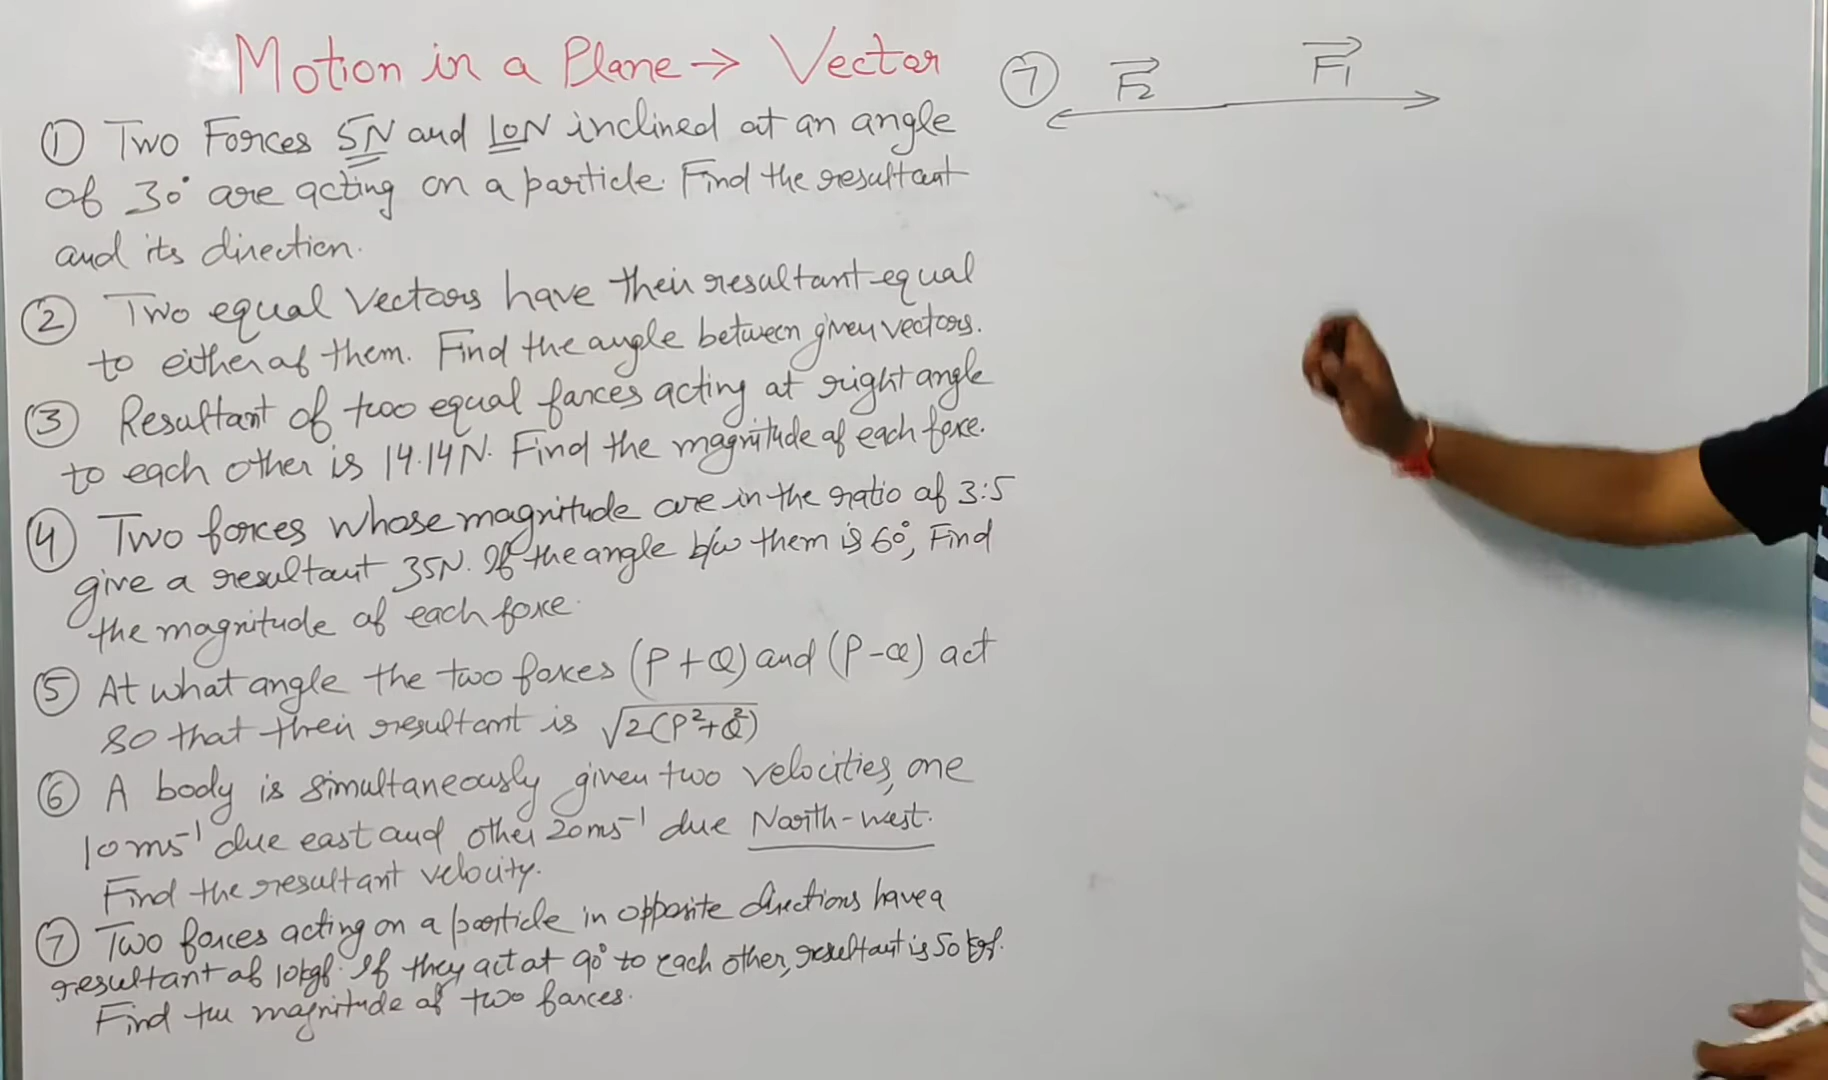 Motion in a Plane → Vector
① Two Forces 5N and 10N inclined at an angle
of 30° are acting on a particle. Find the resultant
and its direction.
② Two equal Vectors have their resultant equal
to either of them. Find the angle between given vectors.
③ Resultant of two equal forces acting at right angle
to each other is 14.14N. Find the magnitude of each force.
④ Two forces whose magnitude are in the ratio of 3:5
give a resultant 35N. If the angle b/w them is 60°, Find
the magnitude of each force.
⑤ At what angle the two forces (P+Q) and (P-Q) act
so that their resultant is √2(P²+Q²)
⑥ A body is simultaneously given two velocities, one
10ms⁻¹ due east and other 20ms⁻¹ due North-west.
Find the resultant velocity.
⑦ Two forces acting on a particle in opposite directions have a
resultant of 10kgf. If they act at 90° to each other, resultant is 50 kgf.
Find the magnitude of two forces.
⑦ F₂ F₁